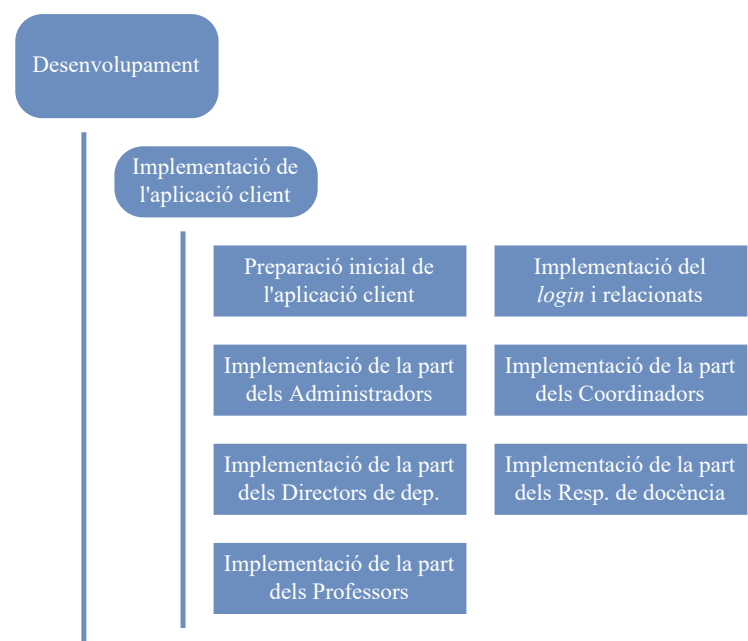 Desenvolupament
Implementació de
l'aplicació client
Preparació inicial de
l'aplicació client
Implementació del
login i relacionats
Implementació de la part
dels Administradors
Implementació de la part
dels Coordinadors
Implementació de la part
dels Directors de dep.
Implementació de la part
dels Resp. de docència
Implementació de la part
dels Professors